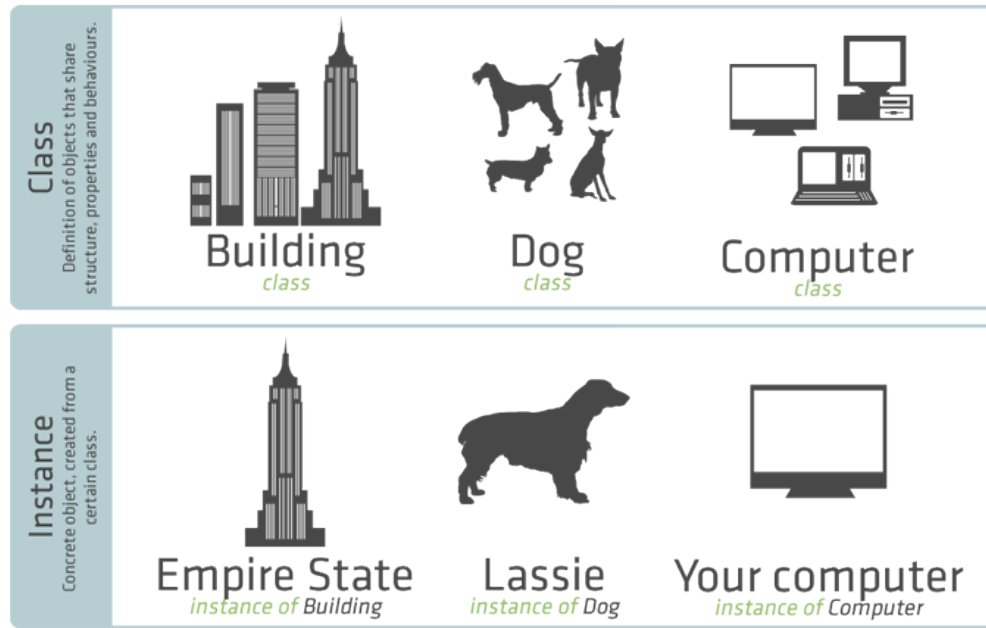 Class
Definition of objects that share
structure, properties and behaviours.
Building
class
Dog
class
Computer
class
Instance
Concrete object, created from a
certain class.
Empire State
instance of Building
Lassie
instance of Dog
Your computer
instance of Computer